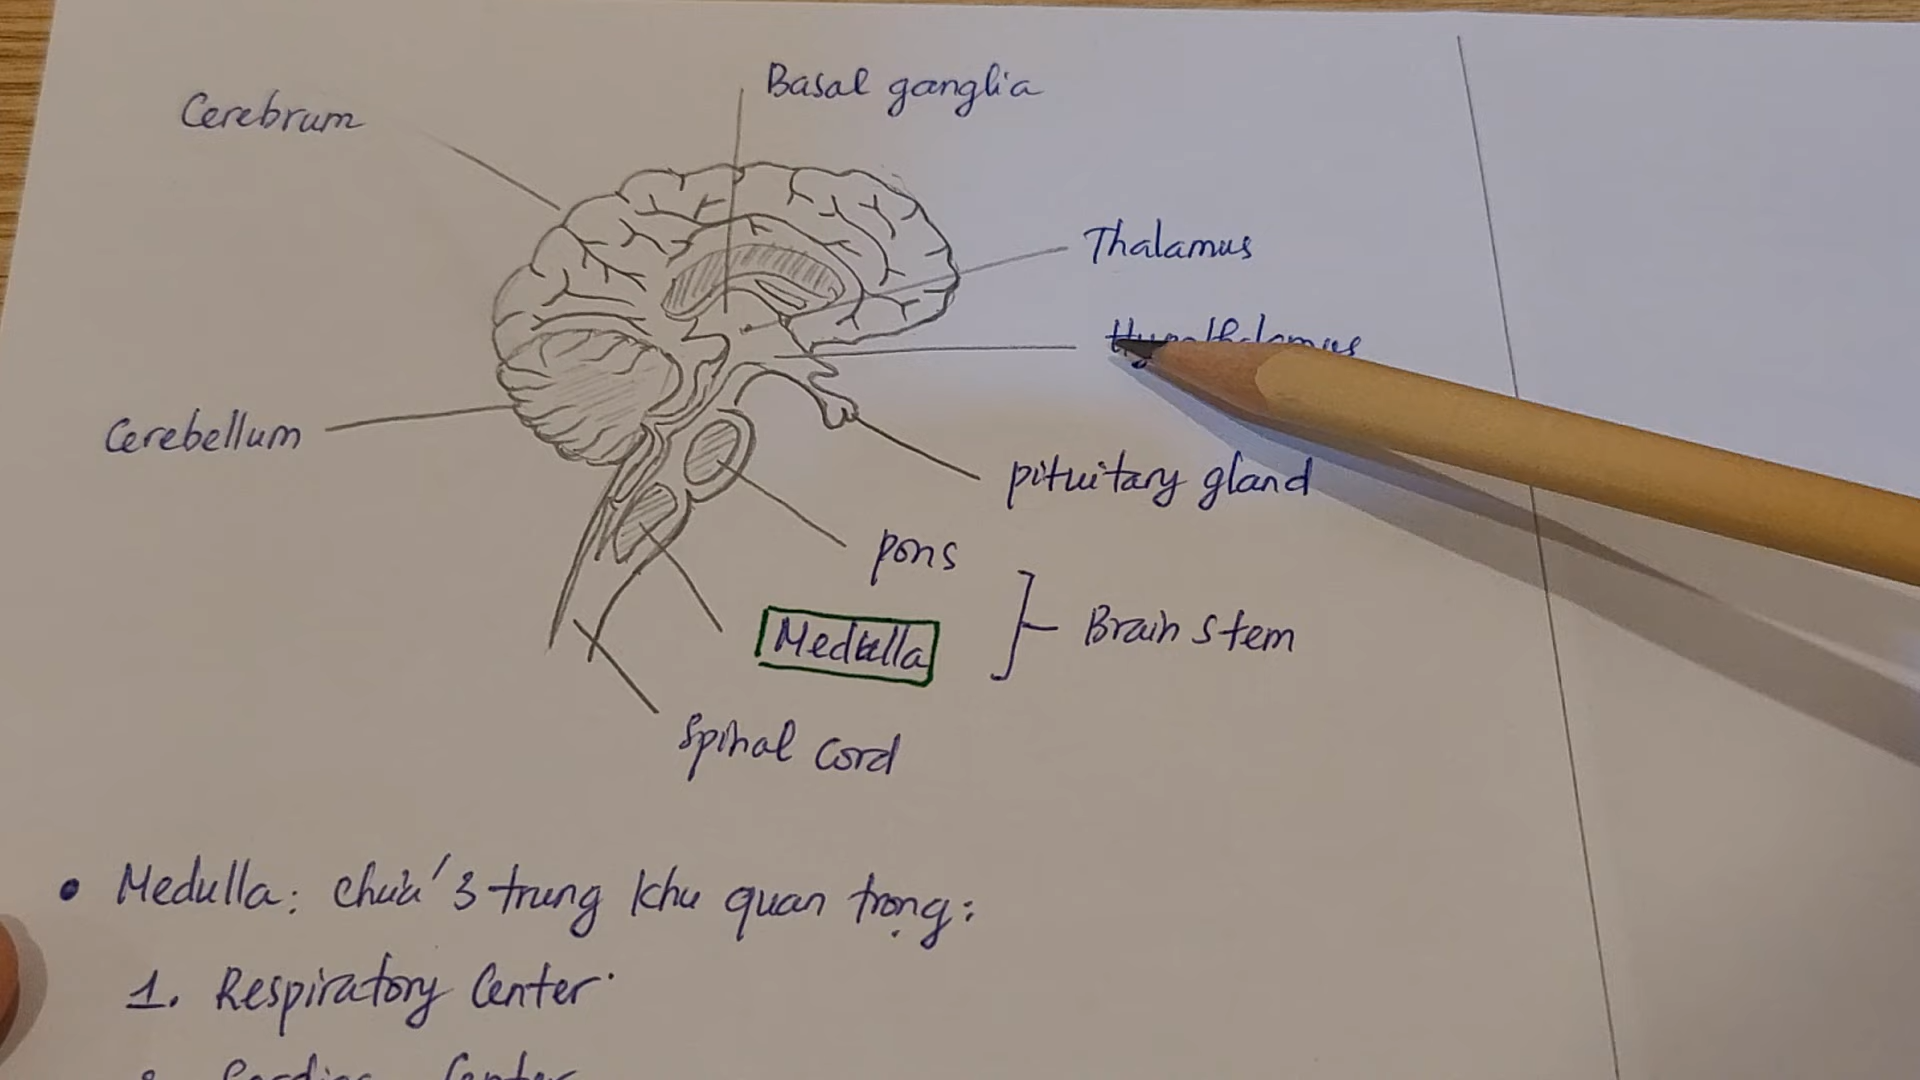 Basal ganglia
Cerebrum
Thalamus
Hypothalamus
Cerebellum
pituitary gland
pons
Medulla
Brain stem
Spinal cord
• Medulla: chứa 3 trung khu quan trọng:
1. Respiratory Center